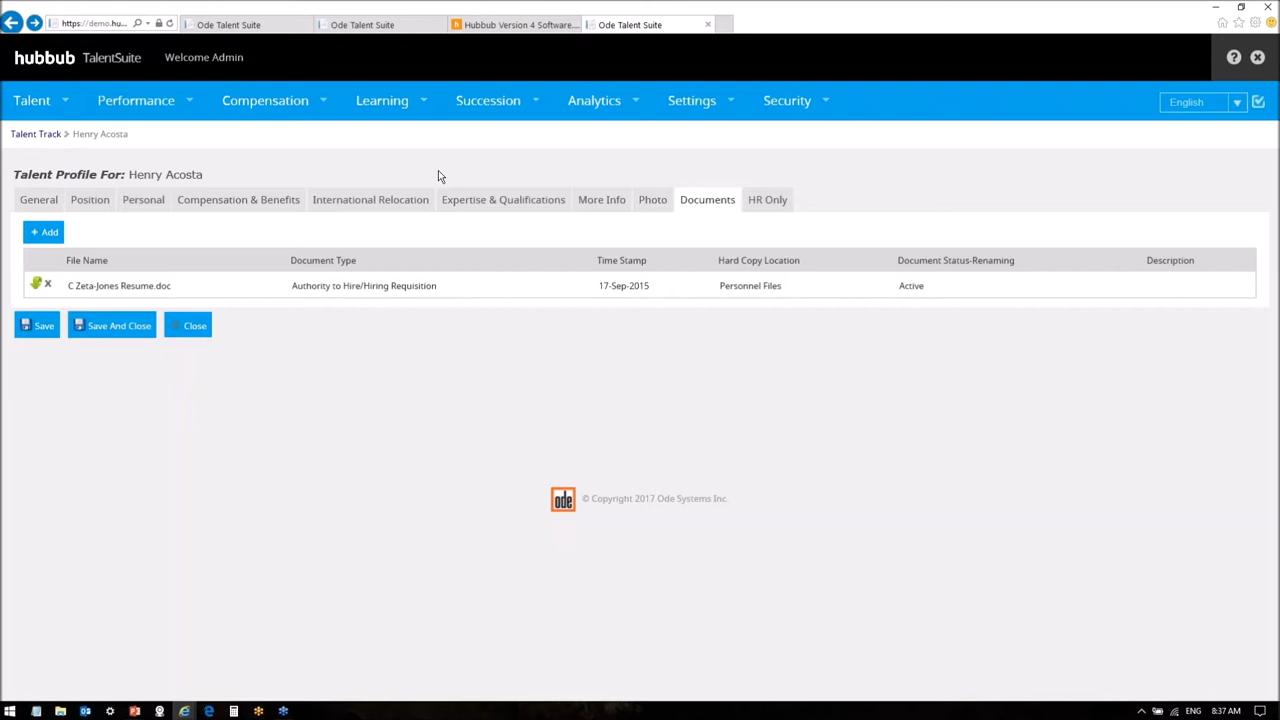 https://demo.hu...
Ode Talent Suite
Ode Talent Suite
Hubbub Version 4 Software...
Ode Talent Suite
hubbub TalentSuite
Welcome Admin
Talent
Performance
Compensation
Learning
Succession
Analytics
Settings
Security
English
Talent Track > Henry Acosta
Talent Profile For: Henry Acosta
General
Position
Personal
Compensation & Benefits
International Relocation
Expertise & Qualifications
More Info
Photo
Documents
HR Only
+ Add
File Name
Document Type
Time Stamp
Hard Copy Location
Document Status-Renaming
Description
C Zeta-Jones Resume.doc
Authority to Hire/Hiring Requisition
17-Sep-2015
Personnel Files
Active
Save
Save And Close
Close
ode © Copyright 2017 Ode Systems Inc.
ENG
8:37 AM